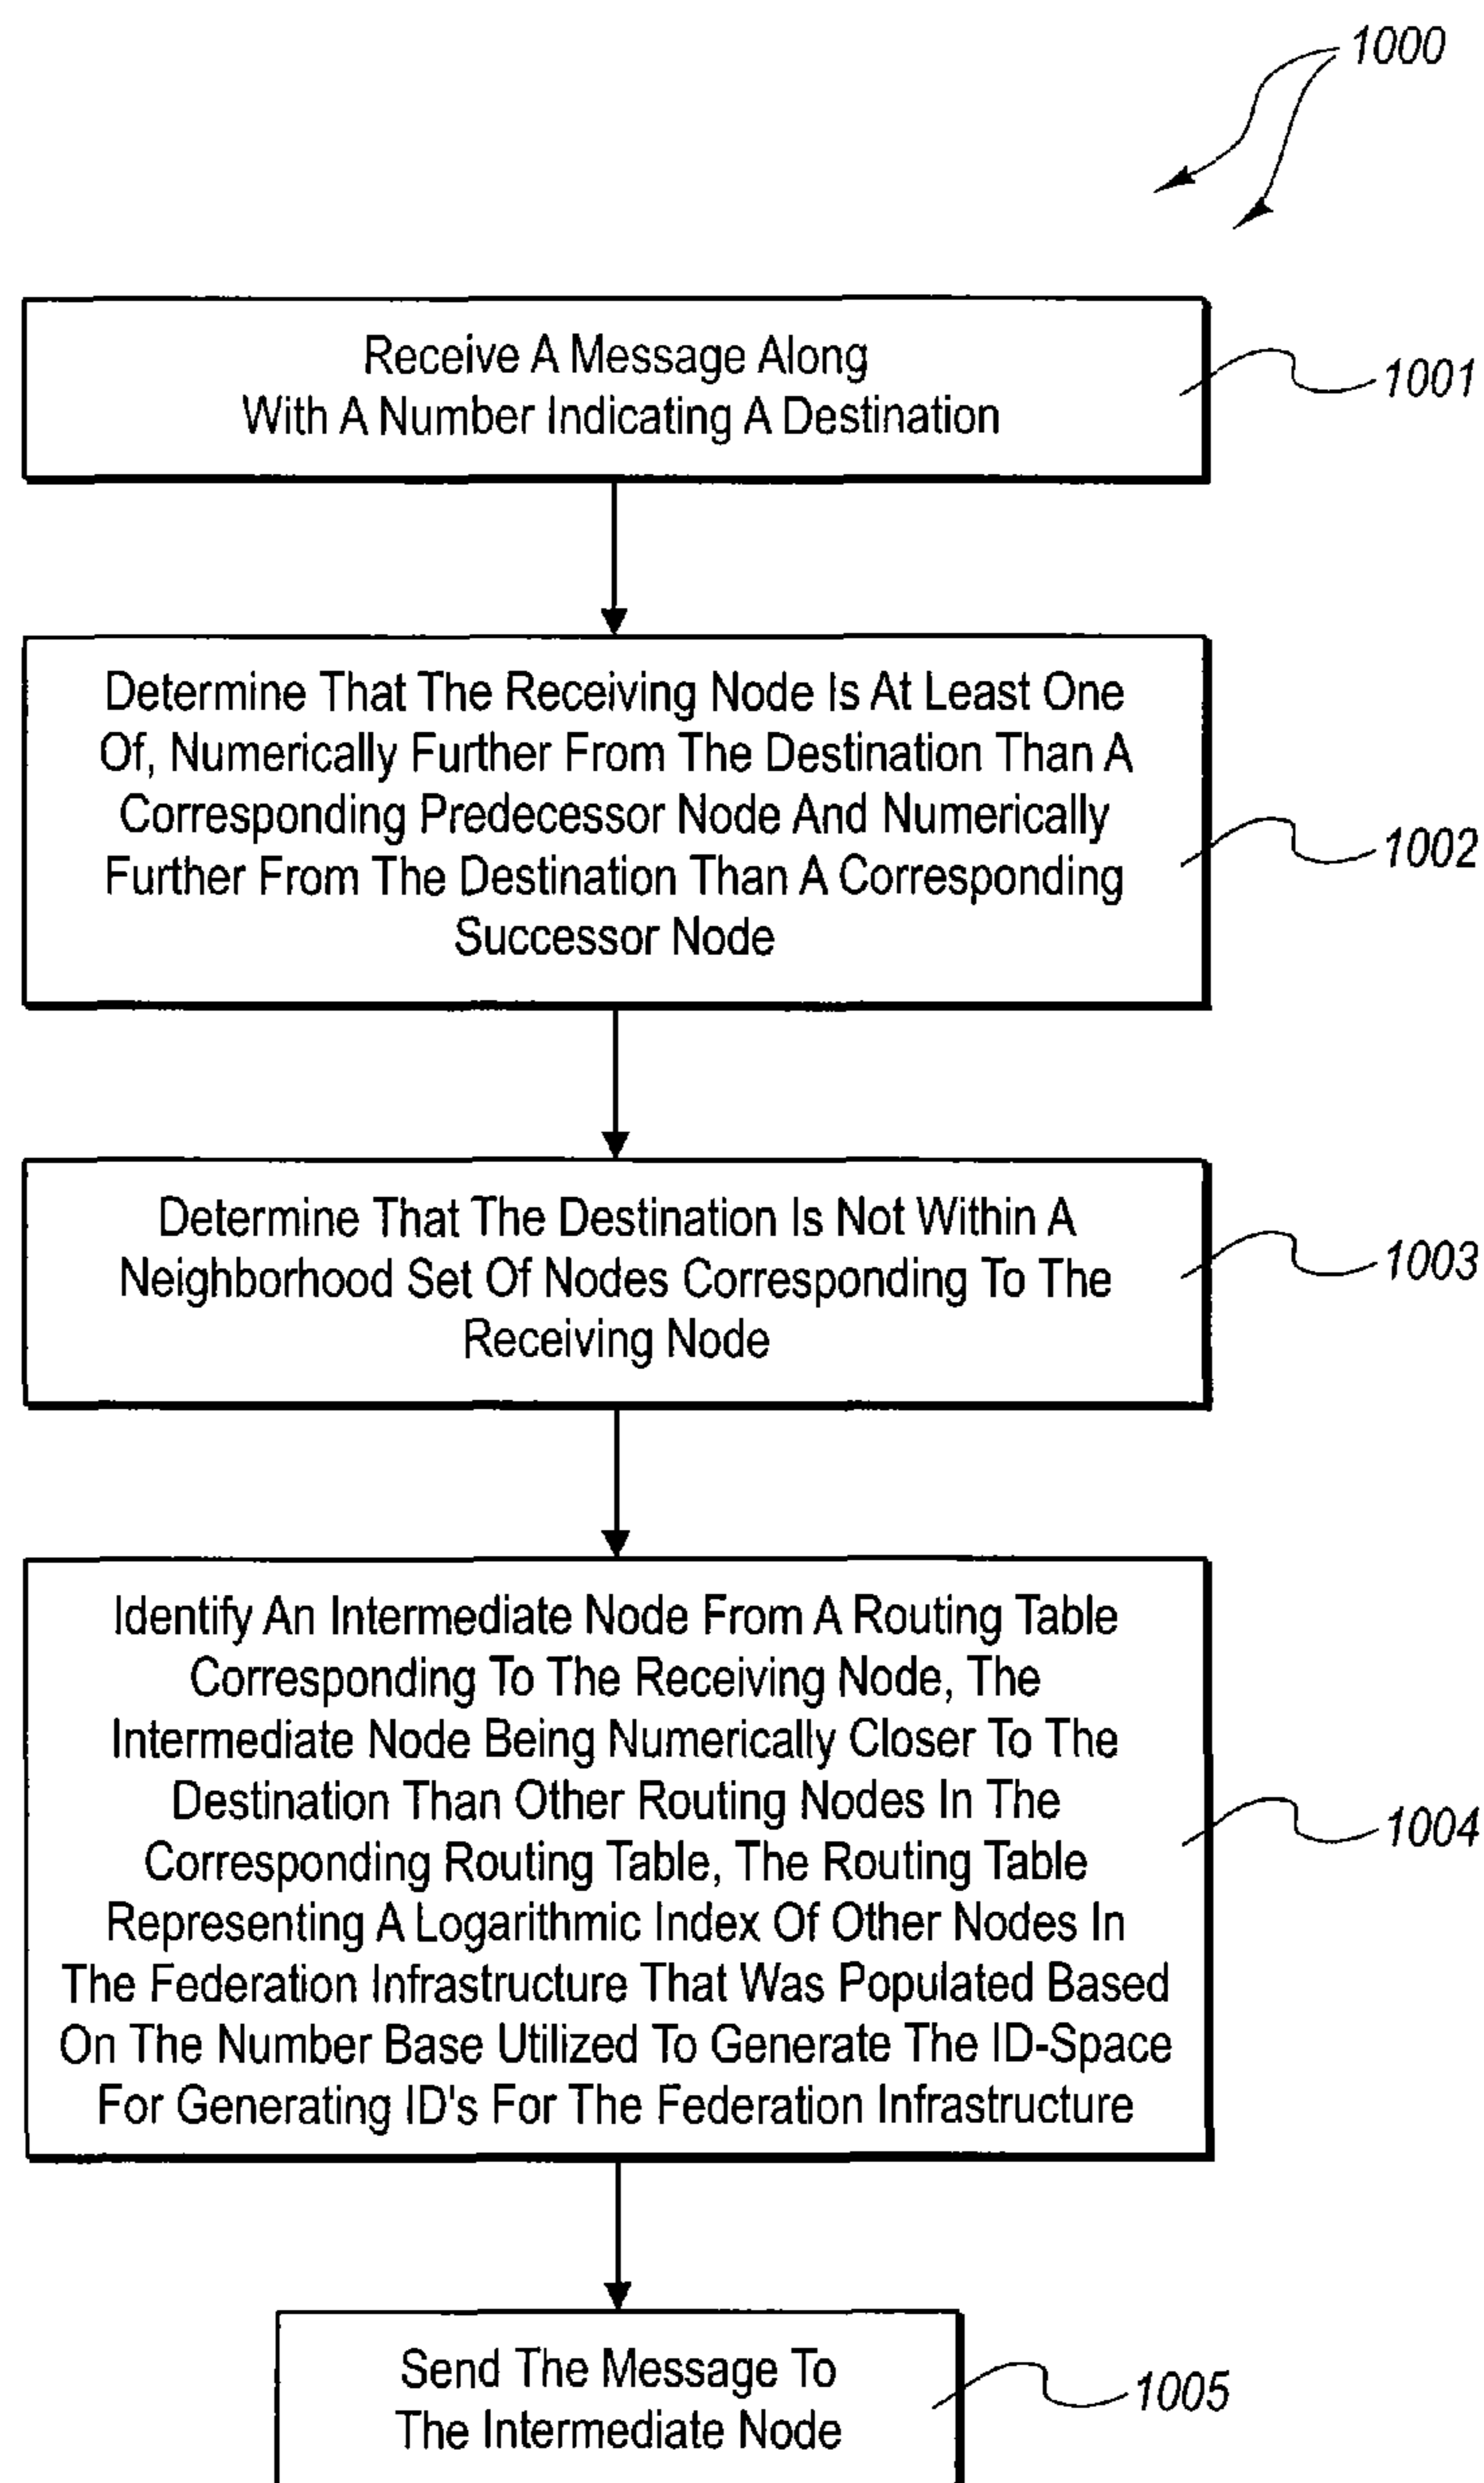 1000
Receive A Message Along
With A Number Indicating A Destination
1001
Determine That The Receiving Node Is At Least One
Of, Numerically Further From The Destination Than A
Corresponding Predecessor Node And Numerically
Further From The Destination Than A Corresponding
Successor Node
1002
Determine That The Destination Is Not Within A
Neighborhood Set Of Nodes Corresponding To The
Receiving Node
1003
Identify An Intermediate Node From A Routing Table
Corresponding To The Receiving Node, The
Intermediate Node Being Numerically Closer To The
Destination Than Other Routing Nodes In The
Corresponding Routing Table, The Routing Table
Representing A Logarithmic Index Of Other Nodes In
The Federation Infrastructure That Was Populated Based
On The Number Base Utilized To Generate The ID-Space
For Generating ID's For The Federation Infrastructure
1004
Send The Message To
The Intermediate Node
1005